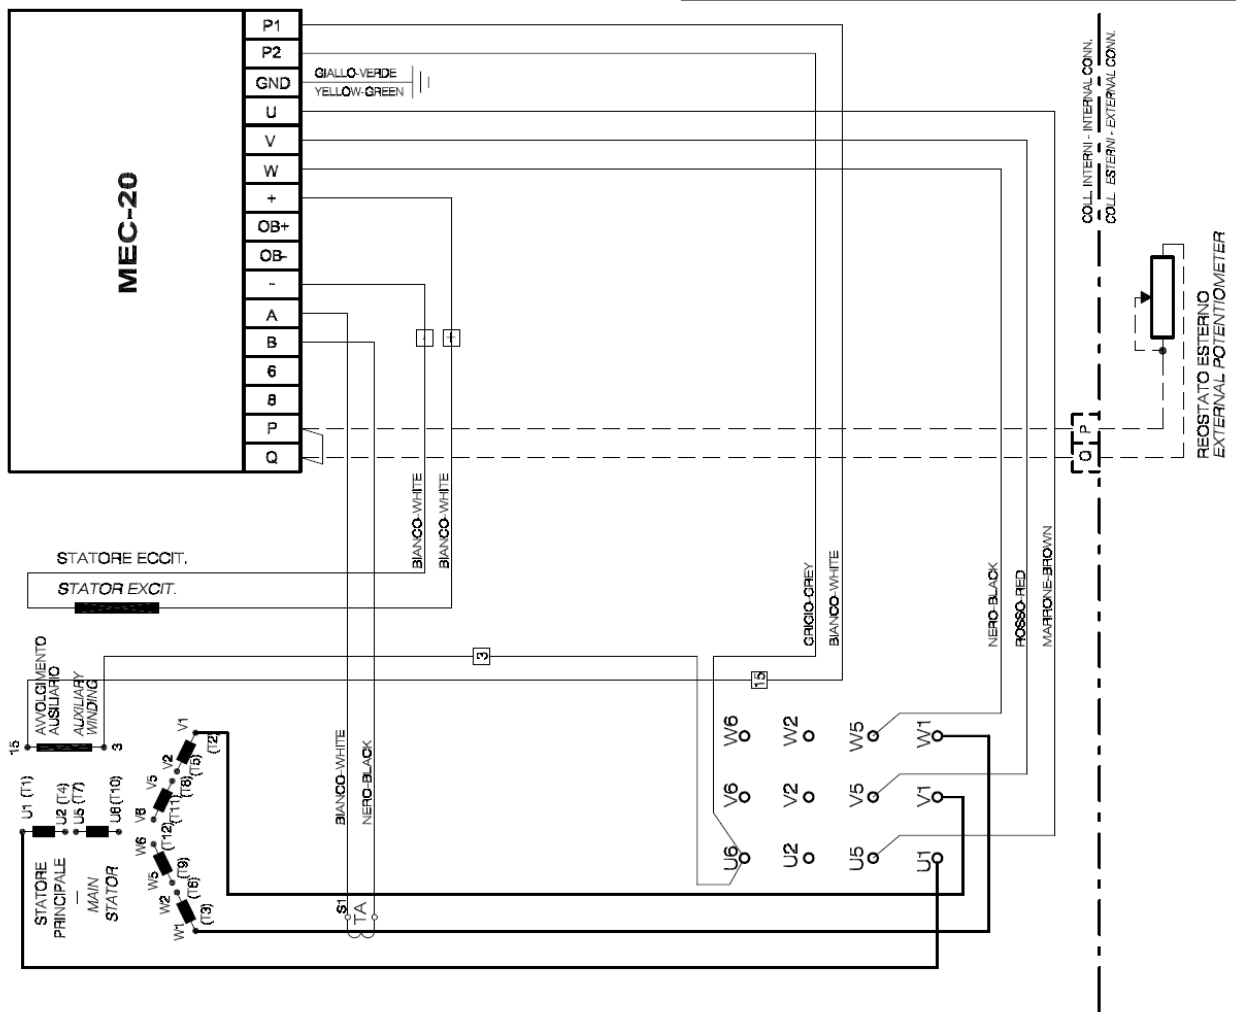 MEC-20
P1
P2
GND
U
V
W
+
OB+
OB-
-
A
B
6
8
P
Q
GIALLO-VERDE
YELLOW-GREEN
COLL. INTERNI - INTERNAL CONN.
COLL. ESTERNI - EXTERNAL CONN.
-
+
P
Q
REOSTATO ESTERNO
EXTERNAL POTENTIOMETER
BIANCO-WHITE
BIANCO-WHITE
STATORE ECCIT.
STATOR EXCIT.
GRIGIO-GREY
BIANCO-WHITE
NERO-BLACK
ROSSO-RED
MARRONE-BROWN
AVVOLGIMENTO
AUSILIARIO
AUXILIARY
WINDING
15
3
3
15
U1 (T1)
U2 (T4)
U5 (T7)
U6 (T10)
V1
(T2)
V2
(T5)
V5
(T8)
V6
(T11)
W6
(T12)
W5
(T9)
W2
(T6)
W1
(T3)
STATORE
PRINCIPALE
—
MAIN
STATOR
BIANCO-WHITE
NERO-BLACK
S1
TA
W6
W2
W5
W1
V6
V2
V5
V1
U6
U2
U5
U1